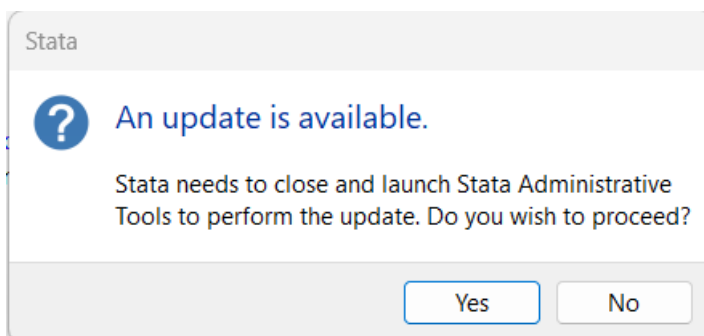 Stata
An update is available.
Stata needs to close and launch Stata Administrative
Tools to perform the update. Do you wish to proceed?
Yes
No